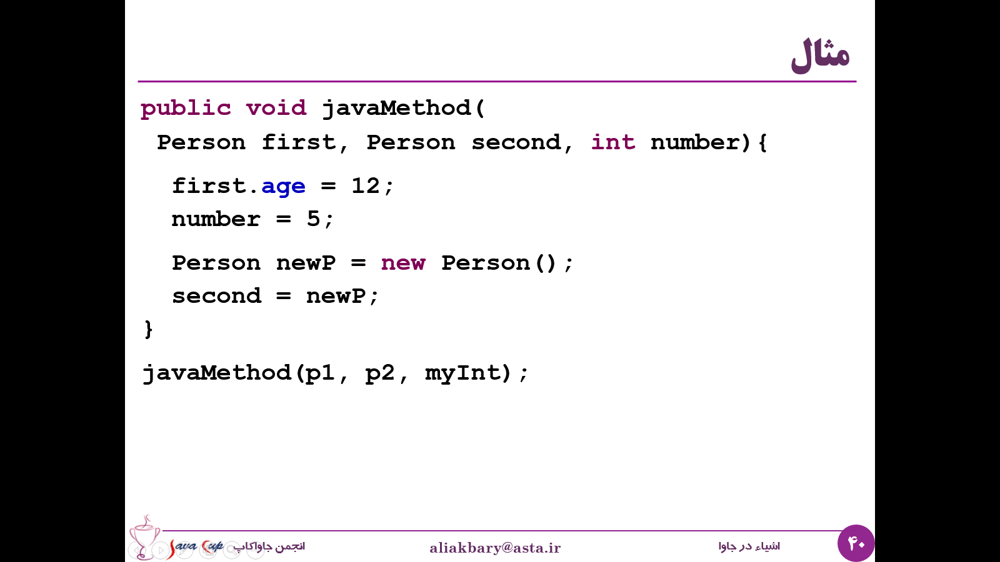 مثال
public void javaMethod(
Person first, Person second, int number){
first.age = 12;
number = 5;
Person newP = new Person();
second = newP;
}
javaMethod(p1, p2, myInt);
Java Cup انجمن جاواکاپ
aliakbary@asta.ir
اشیاء در جاوا
۴۰